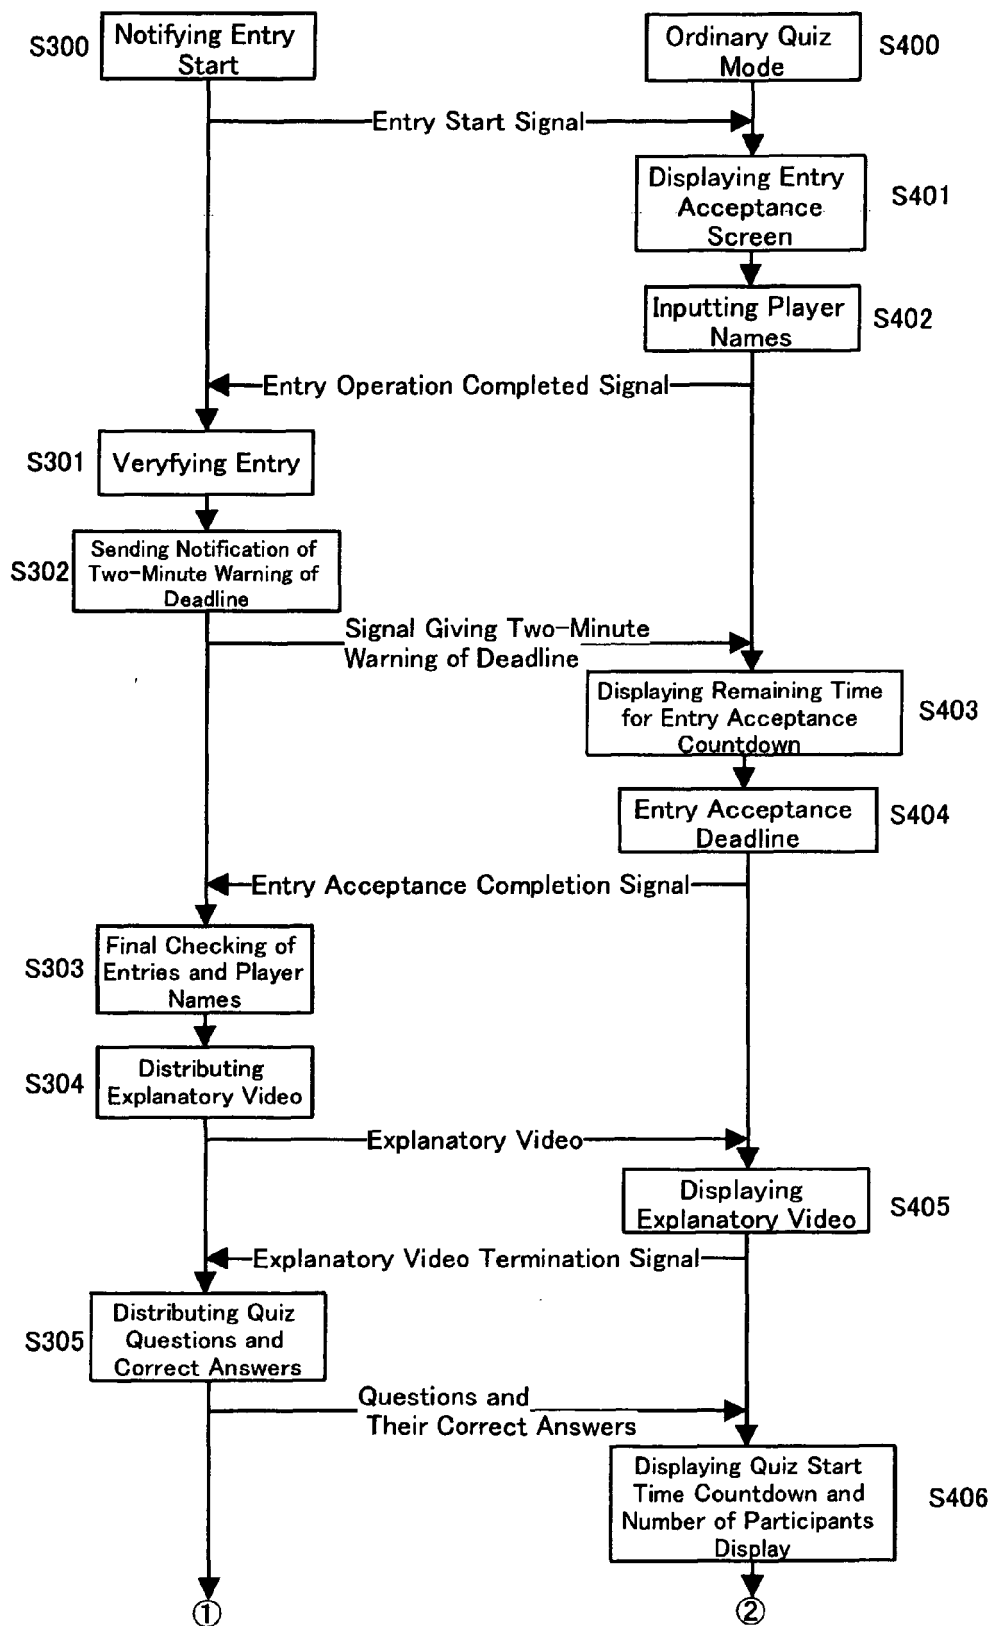 S300
Notifying Entry
Start
Ordinary Quiz
Mode
S400
Entry Start Signal
Displaying Entry
Acceptance
Screen
S401
Inputting Player
Names
S402
Entry Operation Completed Signal
S301
Veryfying Entry
S302
Sending Notification of
Two-Minute Warning of
Deadline
Signal Giving Two-Minute
Warning of Deadline
Displaying Remaining Time
for Entry Acceptance
Countdown
S403
Entry Acceptance
Deadline
S404
Entry Acceptance Completion Signal
S303
Final Checking of
Entries and Player
Names
S304
Distributing
Explanatory Video
Explanatory Video
Displaying
Explanatory Video
S405
Explanatory Video Termination Signal
S305
Distributing Quiz
Questions and
Correct Answers
Questions and
Their Correct Answers
Displaying Quiz Start
Time Countdown and
Number of Participants
Display
S406
①
②